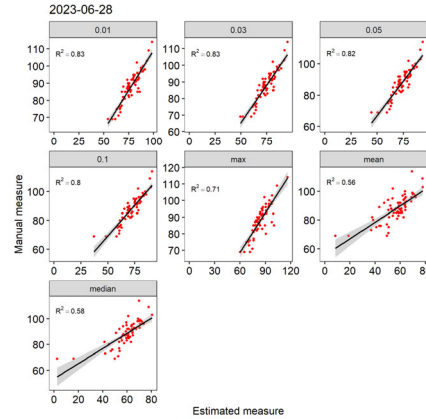 2023-06-28
0.01 0.03 0.05
R² = 0.83 R² = 0.83 R² = 0.82
110 100 90 80 70
110 100 90 80 70 60
100 80 60
0 25 50 75 100 0 25 50 75 0 25 50 75
0.1 max mean
R² = 0.8 R² = 0.71 R² = 0.56
100 80 60
120 110 100 90 80 70
100 80 60
0 25 50 75 0 30 60 90 120 0 20 40 60 80
median
R² = 0.58
100 80 60
0 20 40 60 80
Manual measure
Estimated measure